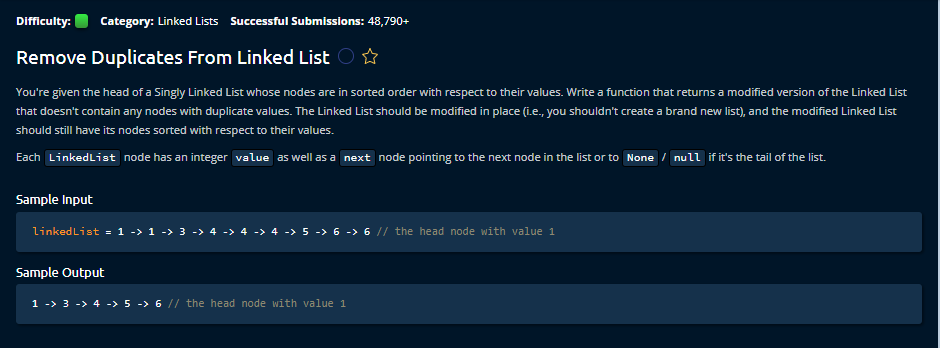 Difficulty: Category: Linked Lists Successful Submissions: 48,790+
Remove Duplicates From Linked List
You're given the head of a Singly Linked List whose nodes are in sorted order with respect to their values. Write a function that returns a modified version of the Linked List
that doesn't contain any nodes with duplicate values. The Linked List should be modified in place (i.e., you shouldn't create a brand new list), and the modified Linked List
should still have its nodes sorted with respect to their values.
Each LinkedList node has an integer value as well as a next node pointing to the next node in the list or to None / null if it's the tail of the list.
Sample Input
linkedList = 1 -> 1 -> 3 -> 4 -> 4 -> 4 -> 5 -> 6 -> 6 // the head node with value 1
Sample Output
1 -> 3 -> 4 -> 5 -> 6 // the head node with value 1